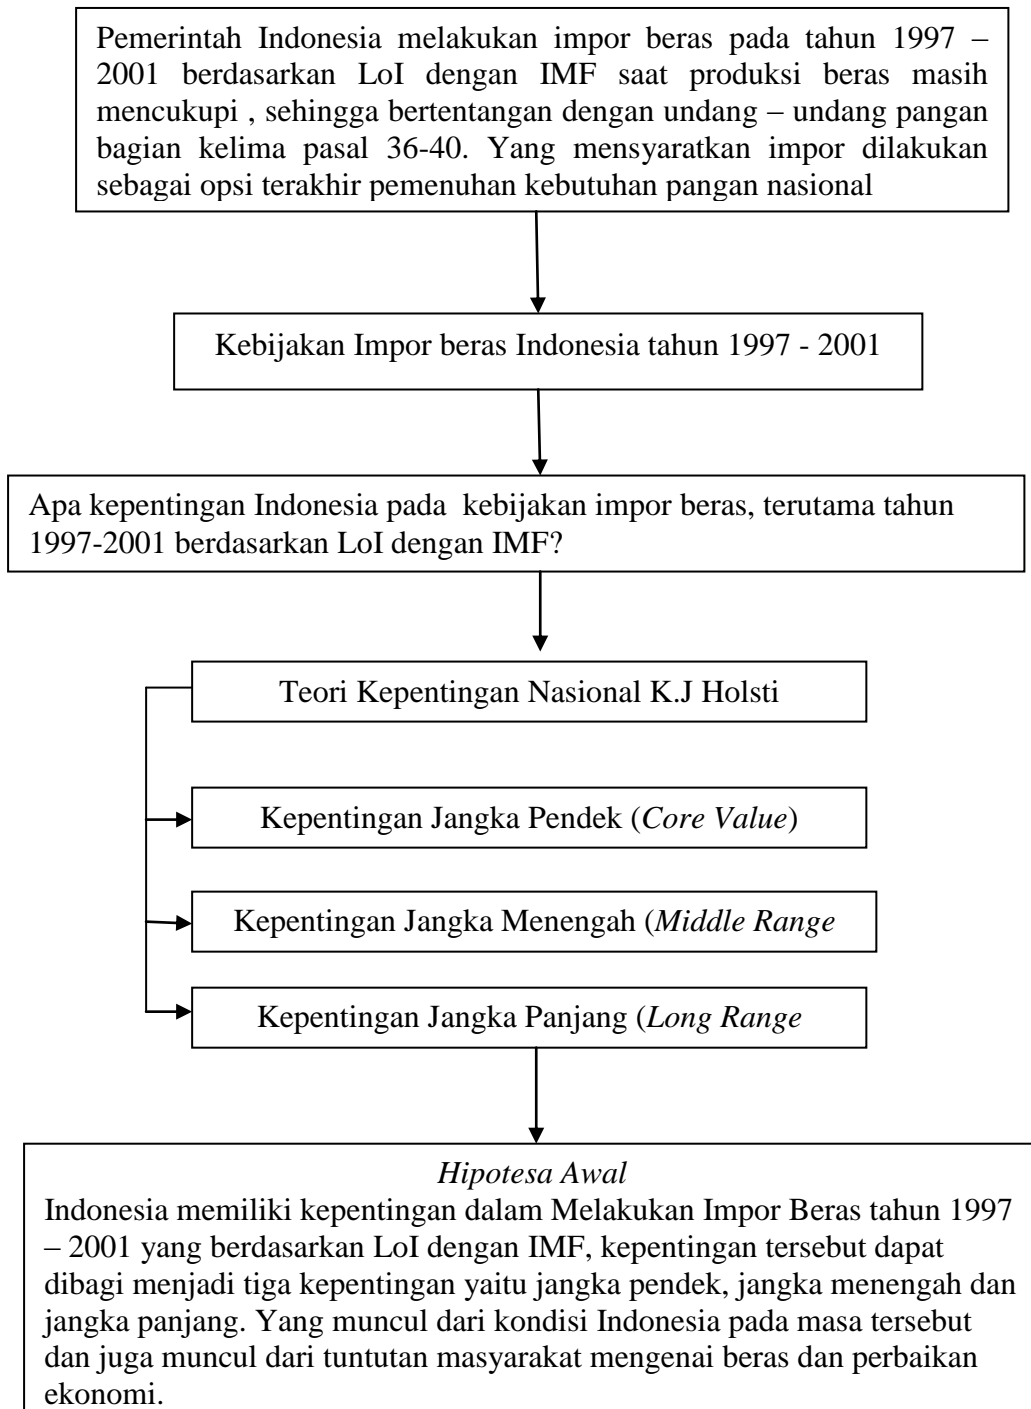 Pemerintah Indonesia melakukan impor beras pada tahun 1997 –
2001 berdasarkan LoI dengan IMF saat produksi beras masih
mencukupi , sehingga bertentangan dengan undang – undang pangan
bagian kelima pasal 36-40. Yang mensyaratkan impor dilakukan
sebagai opsi terakhir pemenuhan kebutuhan pangan nasional
Kebijakan Impor beras Indonesia tahun 1997 - 2001
Apa kepentingan Indonesia pada kebijakan impor beras, terutama tahun
1997-2001 berdasarkan LoI dengan IMF?
Teori Kepentingan Nasional K.J Holsti
Kepentingan Jangka Pendek (Core Value)
Kepentingan Jangka Menengah (Middle Range
Kepentingan Jangka Panjang (Long Range
Hipotesa Awal
Indonesia memiliki kepentingan dalam Melakukan Impor Beras tahun 1997
– 2001 yang berdasarkan LoI dengan IMF, kepentingan tersebut dapat
dibagi menjadi tiga kepentingan yaitu jangka pendek, jangka menengah dan
jangka panjang. Yang muncul dari kondisi Indonesia pada masa tersebut
dan juga muncul dari tuntutan masyarakat mengenai beras dan perbaikan
ekonomi.